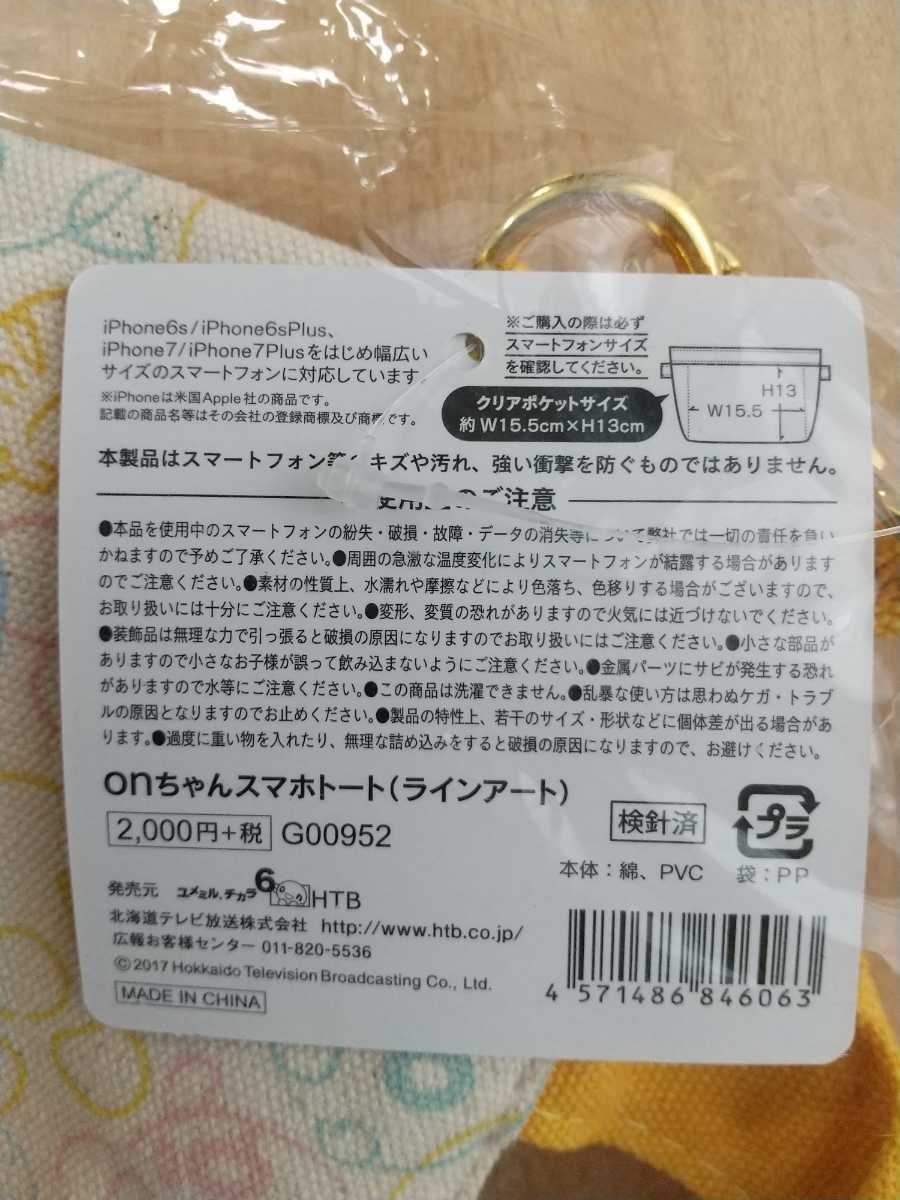 iPhone6s/iPhone6sPlus、
iPhone7/iPhone7Plusをはじめ幅広い
サイズのスマートフォンに対応しています。
※iPhoneは米国Apple社の商品です。
記載の商品名等はその会社の登録商標及び商標です。
※ご購入の際は必ず
スマートフォンサイズ
を確認してください。
クリアポケットサイズ
約 W15.5cm×H13cm
H13
W15.5
本製品はスマートフォン等のキズや汚れ、強い衝撃を防ぐものではありません。
使用上のご注意
●本品を使用中のスマートフォンの紛失・破損・故障・データの消失等について弊社では一切の責任を負い
かねますので予めご了承ください。●周囲の急激な温度変化によりスマートフォンが結露する場合があります
のでご注意ください。●素材の性質上、水濡れや摩擦などにより色落ち、色移りする場合がございますので、
お取り扱いには十分にご注意ください。●変形、変質の恐れがありますので火気には近づけないでください。
●装飾品は無理な力で引っ張ると破損の原因になりますのでお取り扱いにはご注意ください。●小さな部品が
ありますので小さなお子様が誤って飲み込まないようにご注意ください。●金属パーツにサビが発生する恐れ
がありますので水等にご注意ください。●この商品は洗濯できません。●乱暴な使い方は思わぬケガ・トラブ
ルの原因となりますのでお止めください。●製品の特性上、若干のサイズ・形状などに個体差が出る場合があ
ります。●過度に重い物を入れたり、無理な詰め込みをすると破損の原因になりますので、お避けください。
onちゃんスマホトート(ラインアート)
2,000円+税 G00952
検針済
プラ
本体：綿、PVC 袋：PP
発売元 ユメミル、チカラ 6 HTB
北海道テレビ放送株式会社 http://www.htb.co.jp/
広報お客様センター 011-820-5536
©2017 Hokkaido Television Broadcasting Co., Ltd.
MADE IN CHINA
4 571486 846063